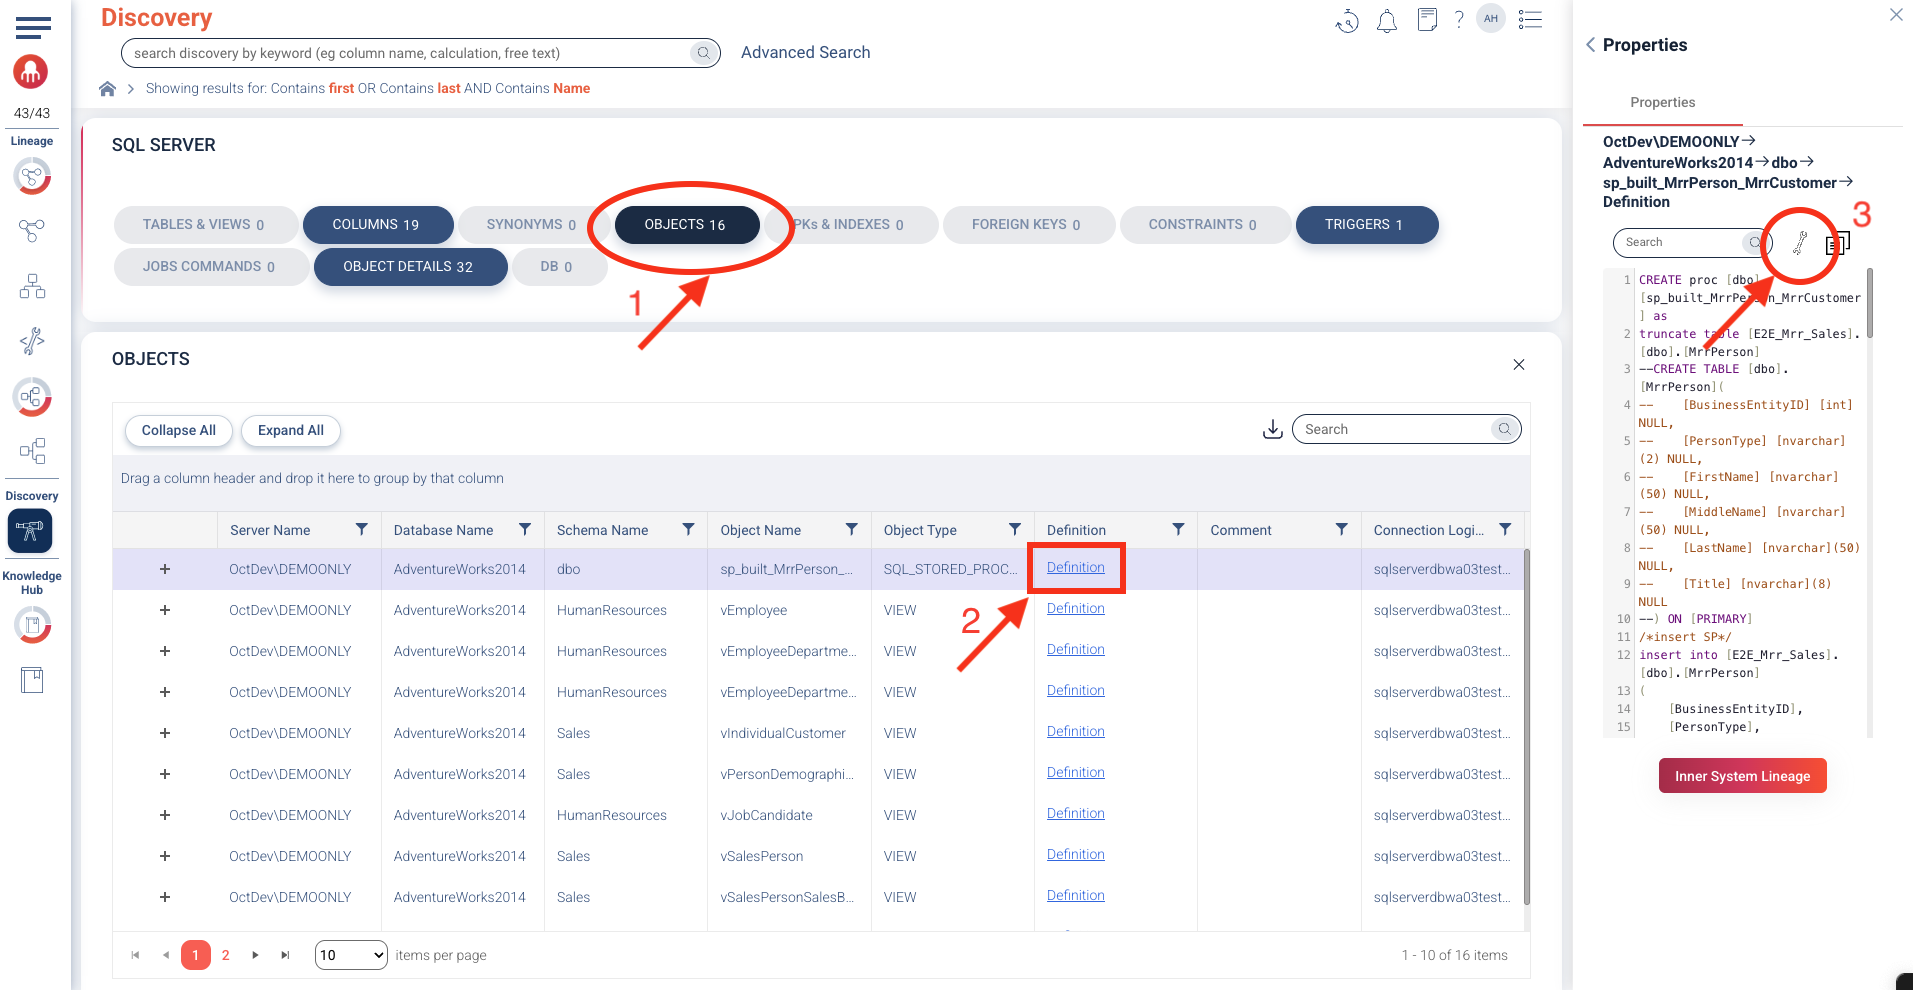 Discovery
search discovery by keyword (eg column name, calculation, free text)
Advanced Search
? AH
Showing results for: Contains first OR Contains last AND Contains Name
43/43
Lineage
Discovery
Knowledge
Hub
SQL SERVER
TABLES & VIEWS 0
COLUMNS 19
SYNONYMS 0
OBJECTS 16
PKs & INDEXES 0
FOREIGN KEYS 0
CONSTRAINTS 0
TRIGGERS 1
JOBS COMMANDS 0
OBJECT DETAILS 32
DB 0
1
OBJECTS
Collapse All
Expand All
Search
Drag a column header and drop it here to group by that column
Server Name Database Name Schema Name Object Name Object Type Definition Comment Connection Logi...
+ OctDev\DEMOONLY AdventureWorks2014 dbo sp_built_MrrPerson_... SQL_STORED_PROC... Definition sqlserverdbwa03test...
+ OctDev\DEMOONLY AdventureWorks2014 HumanResources vEmployee VIEW Definition sqlserverdbwa03test...
+ OctDev\DEMOONLY AdventureWorks2014 HumanResources vEmployeeDepartme... VIEW Definition sqlserverdbwa03test...
+ OctDev\DEMOONLY AdventureWorks2014 HumanResources vEmployeeDepartme... VIEW Definition sqlserverdbwa03test...
+ OctDev\DEMOONLY AdventureWorks2014 Sales vIndividualCustomer VIEW Definition sqlserverdbwa03test...
+ OctDev\DEMOONLY AdventureWorks2014 Sales vPersonDemographi... VIEW Definition sqlserverdbwa03test...
+ OctDev\DEMOONLY AdventureWorks2014 HumanResources vJobCandidate VIEW Definition sqlserverdbwa03test...
+ OctDev\DEMOONLY AdventureWorks2014 Sales vSalesPerson VIEW Definition sqlserverdbwa03test...
+ OctDev\DEMOONLY AdventureWorks2014 Sales vSalesPersonSalesB... VIEW Definition sqlserverdbwa03test...
2
1 2 10 items per page
1 - 10 of 16 items
Properties
Properties
OctDev\DEMOONLY→
AdventureWorks2014→dbo→
sp_built_MrrPerson_MrrCustomer→
Definition
3
Search
1 CREATE proc [dbo]
[sp_built_MrrPerson_MrrCustomer
] as
2 truncate table [E2E_Mrr_Sales].
[dbo].[MrrPerson]
3 --CREATE TABLE [dbo].
[MrrPerson](
4 -- [BusinessEntityID] [int]
NULL,
5 -- [PersonType] [nvarchar]
(2) NULL,
6 -- [FirstName] [nvarchar]
(50) NULL,
7 -- [MiddleName] [nvarchar]
(50) NULL,
8 -- [LastName] [nvarchar](50)
NULL,
9 -- [Title] [nvarchar](8)
NULL
10 --) ON [PRIMARY]
11 /*insert SP*/
12 insert into [E2E_Mrr_Sales].
[dbo].[MrrPerson]
13 (
14 [BusinessEntityID],
15 [PersonType],
Inner System Lineage